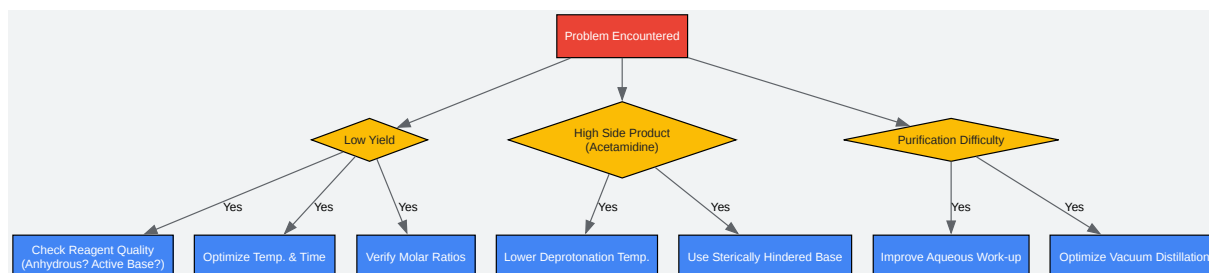 Problem Encountered
Low Yield
High Side Product
(Acetamidine)
Purification Difficulty
Yes
Yes
Yes
Yes
Yes
Yes
Yes
Check Reagent Quality
(Anhydrous? Active Base?)
Optimize Temp. & Time
Verify Molar Ratios
Lower Deprotonation Temp.
Use Sterically Hindered Base
Improve Aqueous Work-up
Optimize Vacuum Distillation